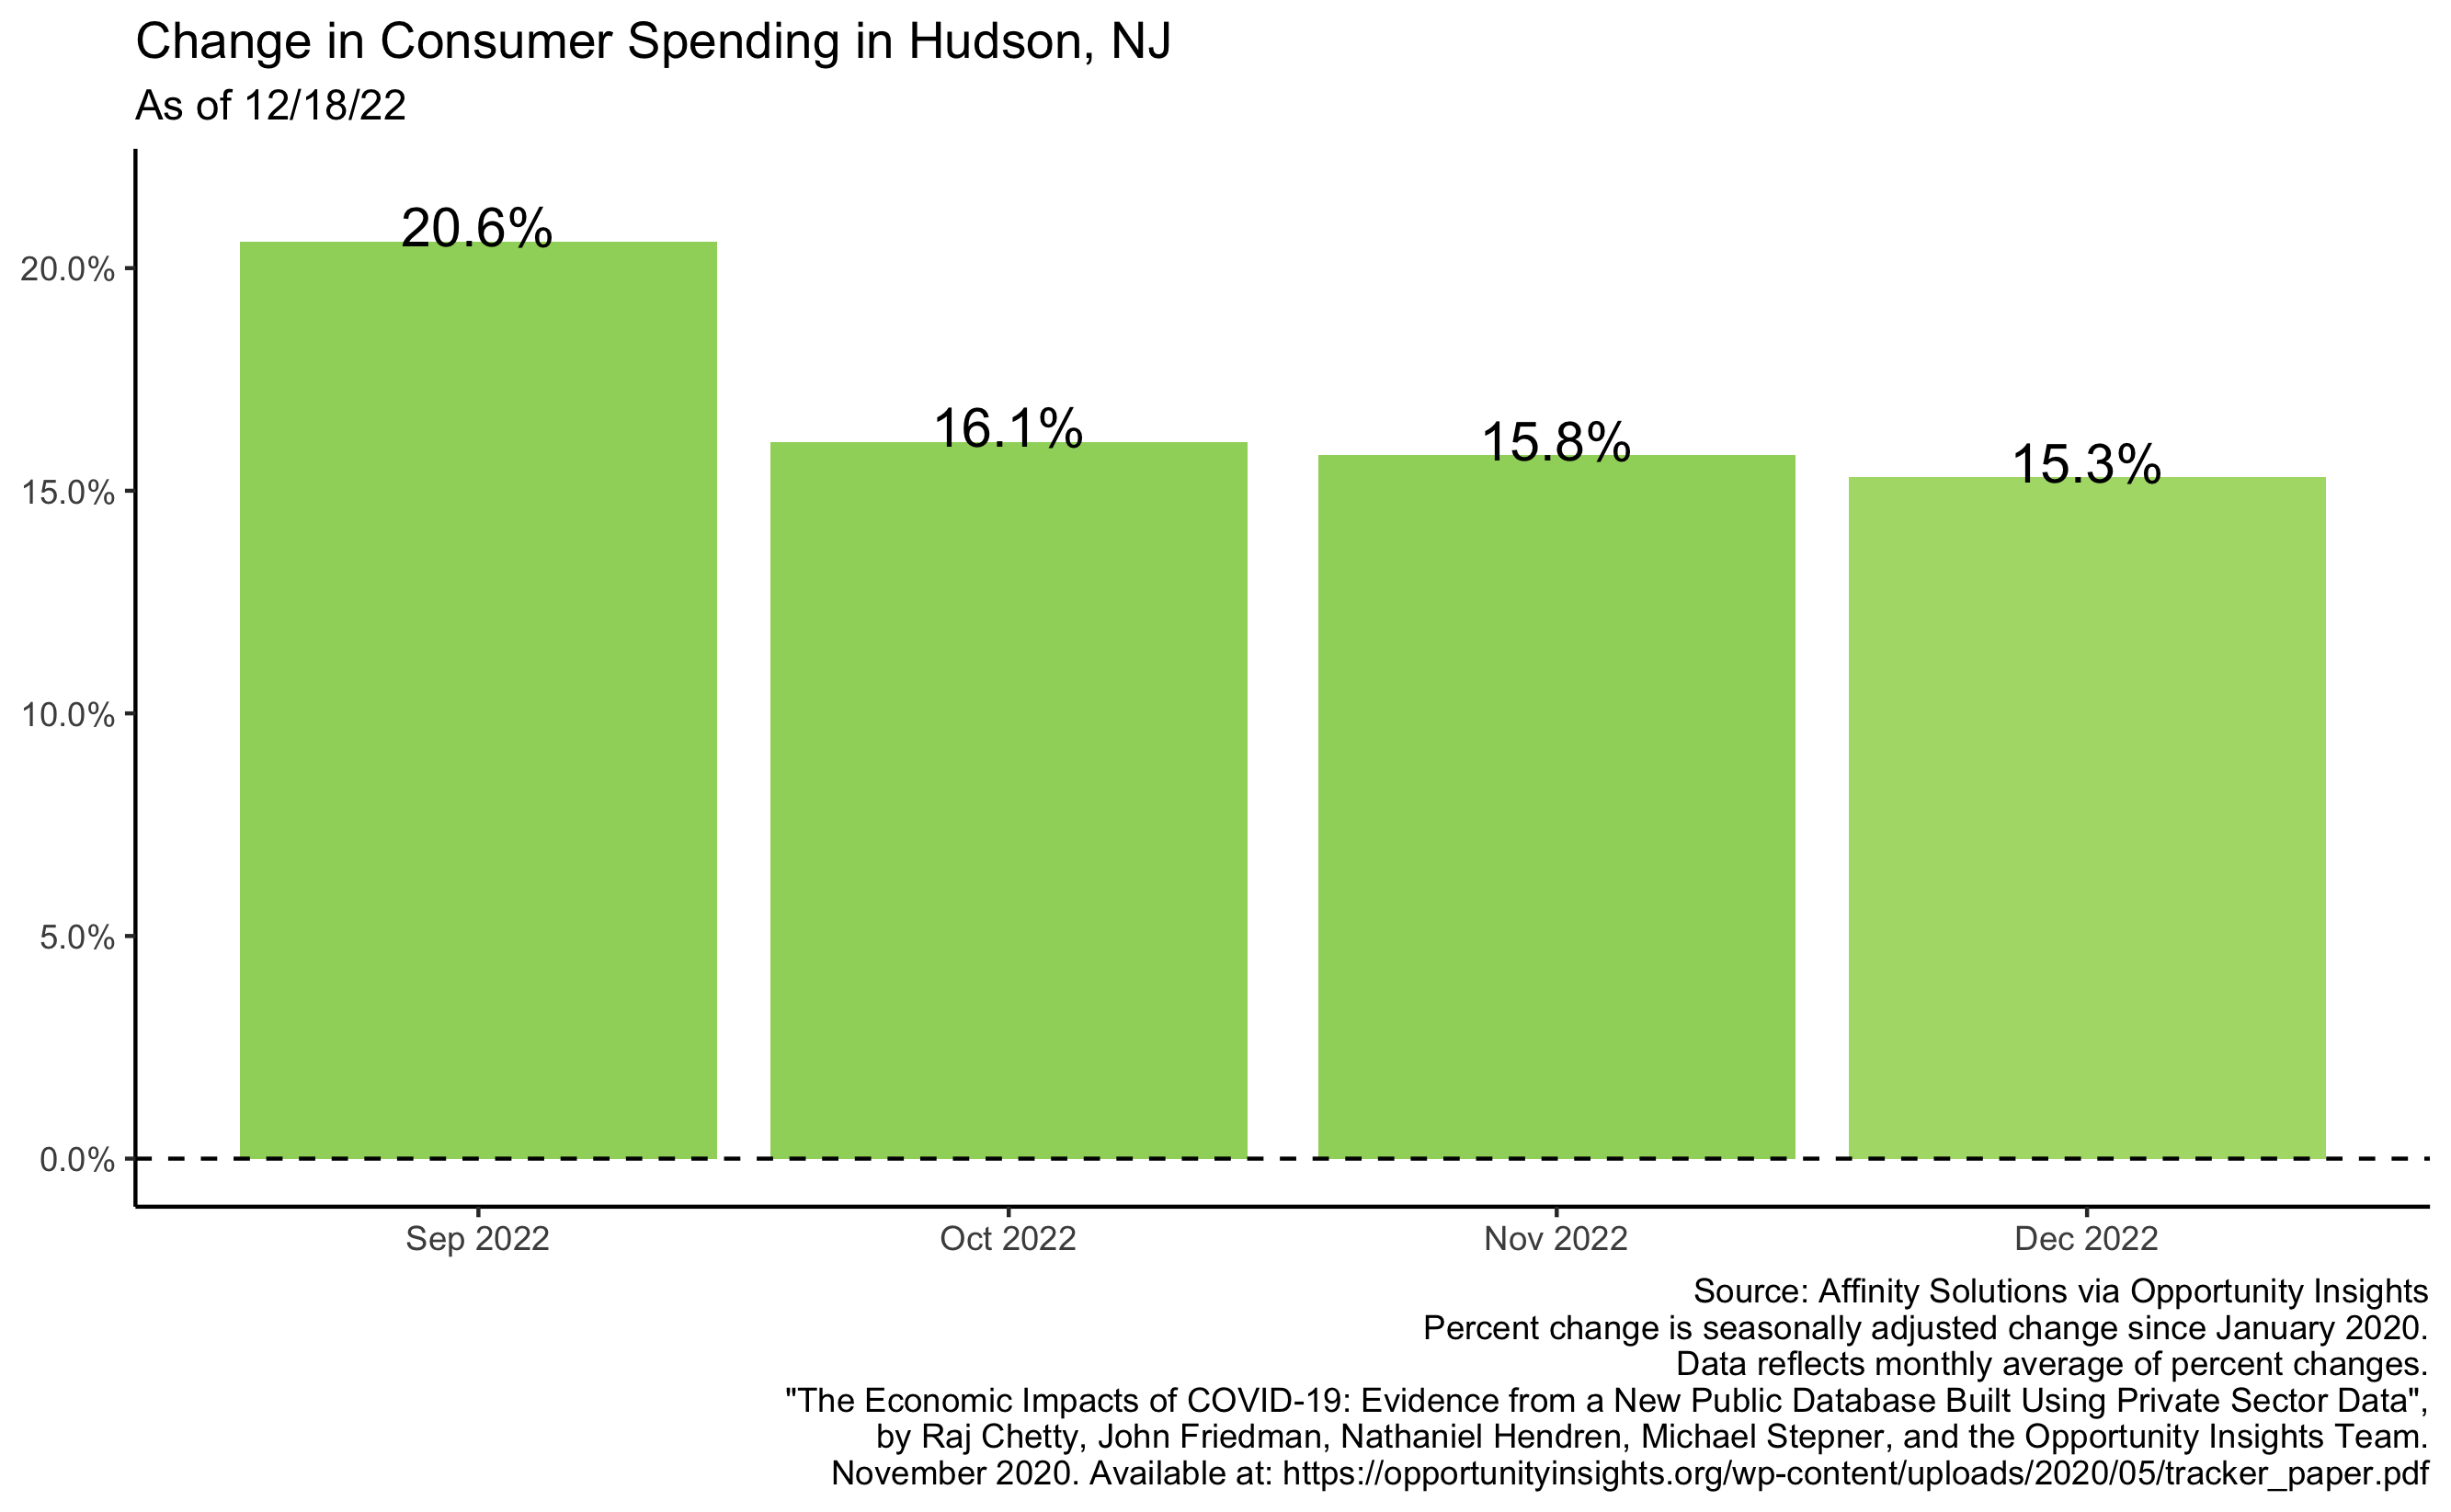 Change in Consumer Spending in Hudson, NJ
As of 12/18/22
20.6%
16.1%
15.8%
15.3%
20.0%
15.0%
10.0%
5.0%
0.0%
Sep 2022
Oct 2022
Nov 2022
Dec 2022
Source: Affinity Solutions via Opportunity Insights
Percent change is seasonally adjusted change since January 2020.
Data reflects monthly average of percent changes.
"The Economic Impacts of COVID-19: Evidence from a New Public Database Built Using Private Sector Data",
by Raj Chetty, John Friedman, Nathaniel Hendren, Michael Stepner, and the Opportunity Insights Team.
November 2020. Available at: https://opportunityinsights.org/wp-content/uploads/2020/05/tracker_paper.pdf